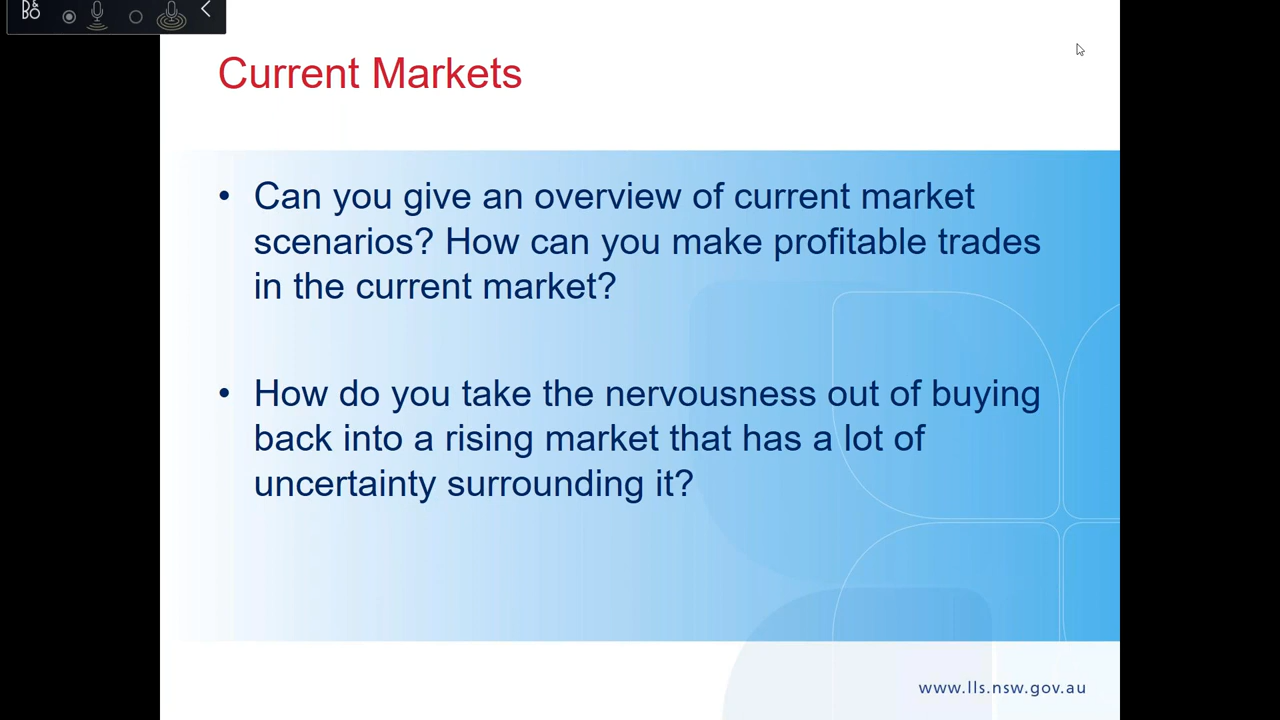 B&O
Current Markets
• Can you give an overview of current market
scenarios? How can you make profitable trades
in the current market?
• How do you take the nervousness out of buying
back into a rising market that has a lot of
uncertainty surrounding it?
www.lls.nsw.gov.au